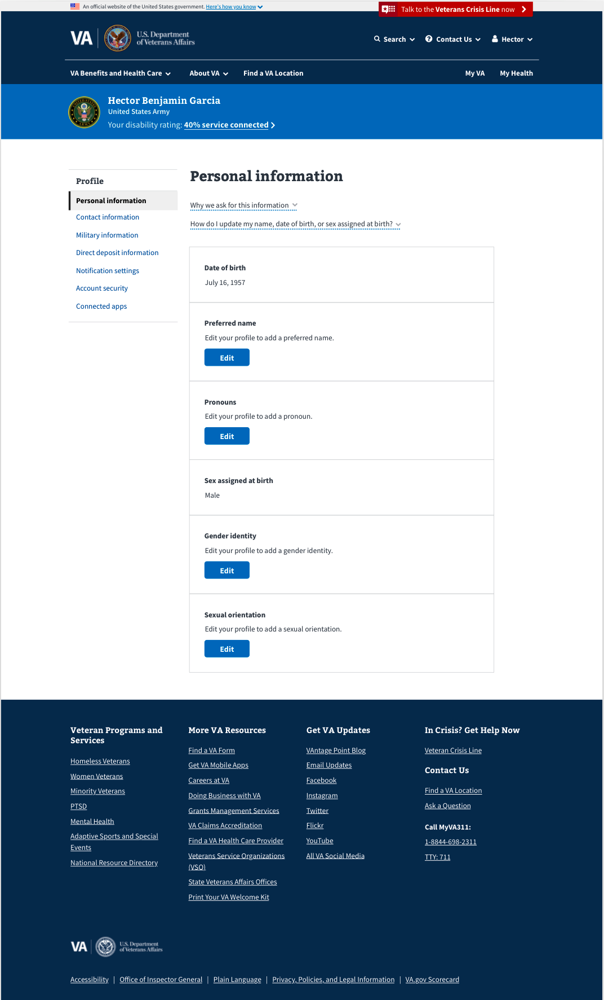 An official website of the United States government. Here's how you know
Talk to the Veterans Crisis Line now
VA
U.S. Department
of Veterans Affairs
Search
Contact Us
Hector
VA Benefits and Health Care
About VA
Find a VA Location
My VA
My Health
Hector Benjamin Garcia
United States Army
Your disability rating: 40% service connected
Profile
Personal information
Contact information
Military information
Direct deposit information
Notification settings
Account security
Connected apps
Personal information
Why we ask for this information
How do I update my name, date of birth, or sex assigned at birth?
Date of birth
July 16, 1957
Preferred name
Edit your profile to add a preferred name.
Edit
Pronouns
Edit your profile to add a pronoun.
Edit
Sex assigned at birth
Male
Gender identity
Edit your profile to add a gender identity.
Edit
Sexual orientation
Edit your profile to add a sexual orientation.
Edit
Veteran Programs and
Services
Homeless Veterans
Women Veterans
Minority Veterans
PTSD
Mental Health
Adaptive Sports and Special
Events
National Resource Directory
More VA Resources
Find a VA Form
Get VA Mobile Apps
Careers at VA
Doing Business with VA
Grants Management Services
VA Claims Accreditation
Find a VA Health Care Provider
Veterans Service Organizations
(VSO)
State Veterans Affairs Offices
Print Your VA Welcome Kit
Get VA Updates
VAntage Point Blog
Email Updates
Facebook
Instagram
Twitter
Flickr
YouTube
All VA Social Media
In Crisis? Get Help Now
Veteran Crisis Line
Contact Us
Find a VA Location
Ask a Question
Call MyVA311:
1-8844-698-2311
TTY: 711
VA
U.S. Department
of Veterans Affairs
Accessibility | Office of Inspector General | Plain Language | Privacy, Policies, and Legal Information | VA.gov Scorecard